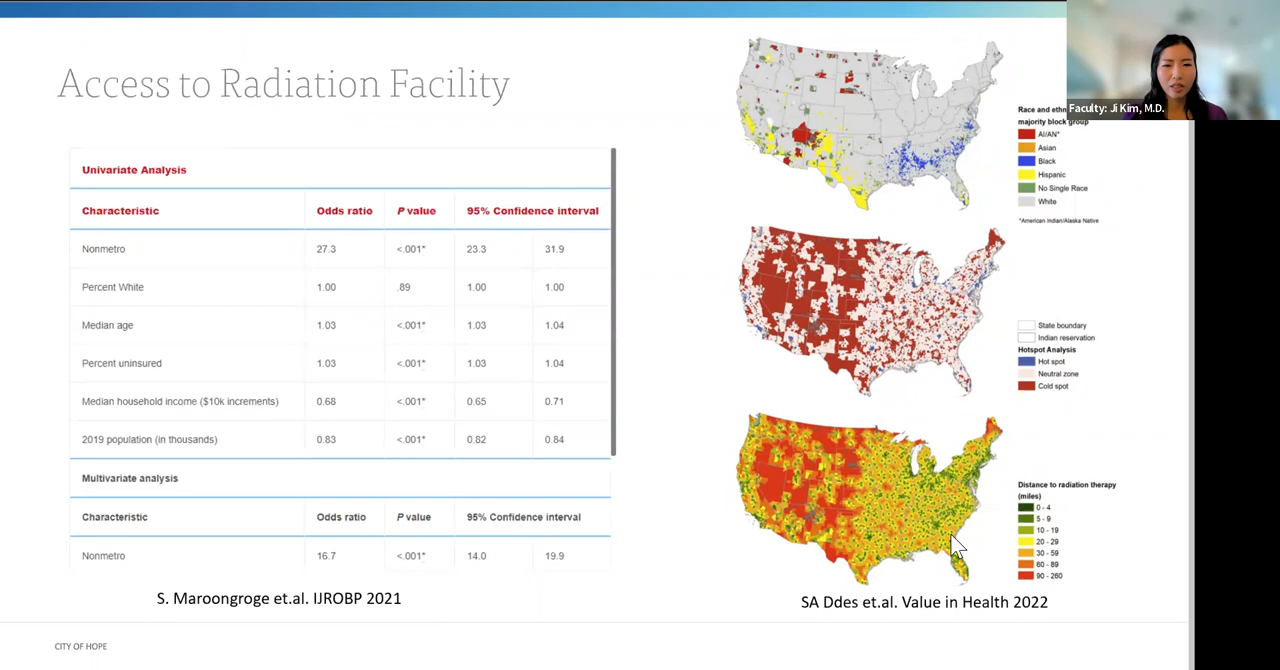 Access to Radiation Facility
Univariate Analysis
Characteristic Odds ratio P value 95% Confidence interval
Nonmetro 27.3 <.001* 23.3 31.9
Percent White 1.00 .89 1.00 1.00
Median age 1.03 <.001* 1.03 1.04
Percent uninsured 1.03 <.001* 1.03 1.04
Median household income ($10k increments) 0.68 <.001* 0.65 0.71
2019 population (in thousands) 0.83 <.001* 0.82 0.84
Multivariate analysis
Characteristic Odds ratio P value 95% Confidence interval
Nonmetro 16.7 <.001* 14.0 19.9
S. Maroongroge et.al. IJROBP 2021
Faculty: Ji Kim, M.D.
Race and ethn
majority block group
AI/AN*
Asian
Black
Hispanic
No Single Race
White
*American Indian/Alaska Native
State boundary
Indian reservation
Hotspot Analysis
Hot spot
Neutral zone
Cold spot
Distance to radiation therapy
(miles)
0 - 4
5 - 9
10 - 19
20 - 29
30 - 59
60 - 89
90 - 260
SA Ddes et.al. Value in Health 2022
CITY OF HOPE